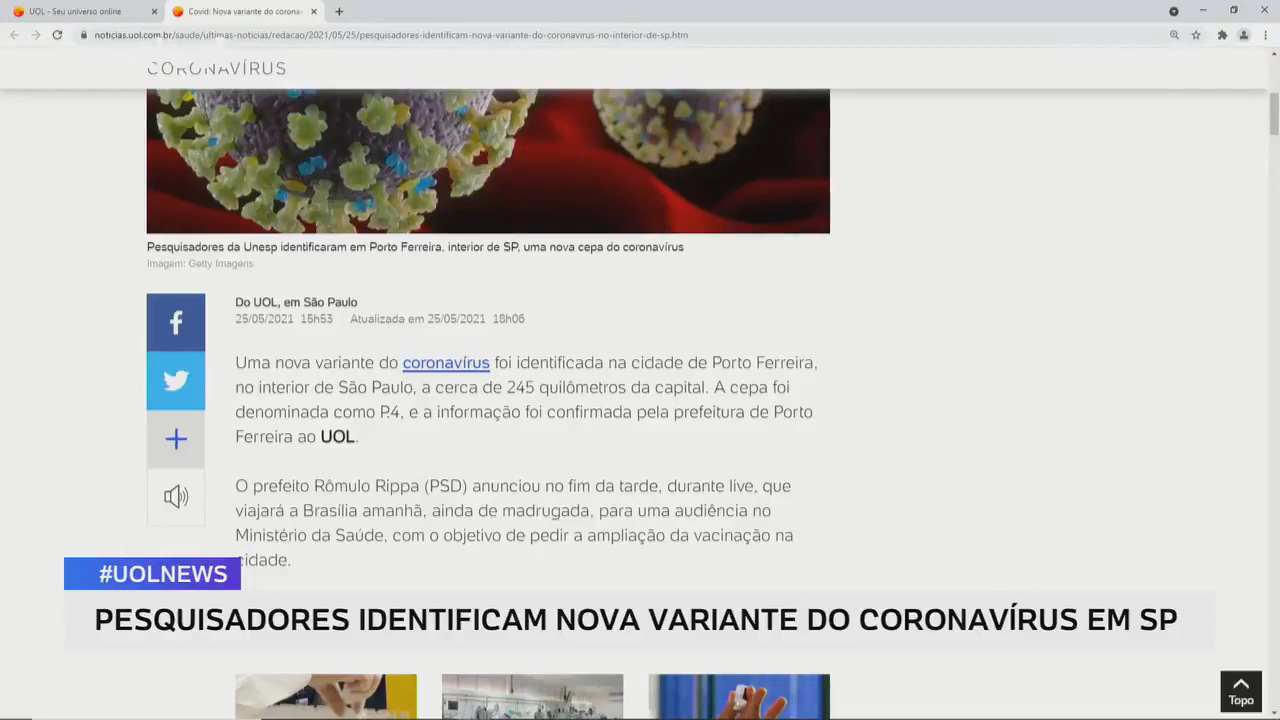 UOL - Seu universo online
Covid: Nova variante do corona
noticias.uol.com.br/saude/ultimas-noticias/redacao/2021/05/25/pesquisadores-identificam-nova-variante-do-coronavirus-no-interior-de-sp.htm
CORONAVÍRUS
Pesquisadores da Unesp identificaram em Porto Ferreira, interior de SP, uma nova cepa do coronavírus
Imagem: Getty Imagens
Do UOL, em São Paulo
25/05/2021 15h53 | Atualizada em 25/05/2021 18h06
Uma nova variante do coronavírus foi identificada na cidade de Porto Ferreira,
no interior de São Paulo, a cerca de 245 quilômetros da capital. A cepa foi
denominada como P.4, e a informação foi confirmada pela prefeitura de Porto
Ferreira ao UOL.
O prefeito Rômulo Rippa (PSD) anunciou no fim da tarde, durante live, que
viajará a Brasília amanhã, ainda de madrugada, para uma audiência no
Ministério da Saúde, com o objetivo de pedir a ampliação da vacinação na
cidade.
#UOLNEWS
PESQUISADORES IDENTIFICAM NOVA VARIANTE DO CORONAVÍRUS EM SP
Topo